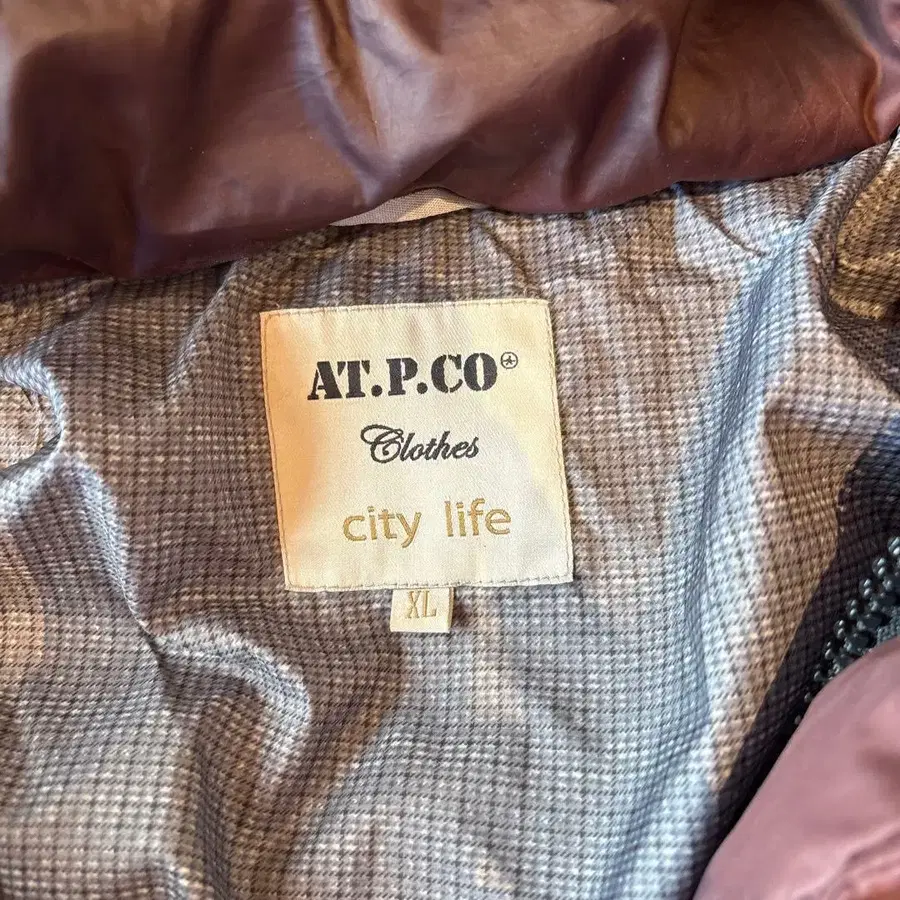 AT.P.CO
Clothes
city life
XL